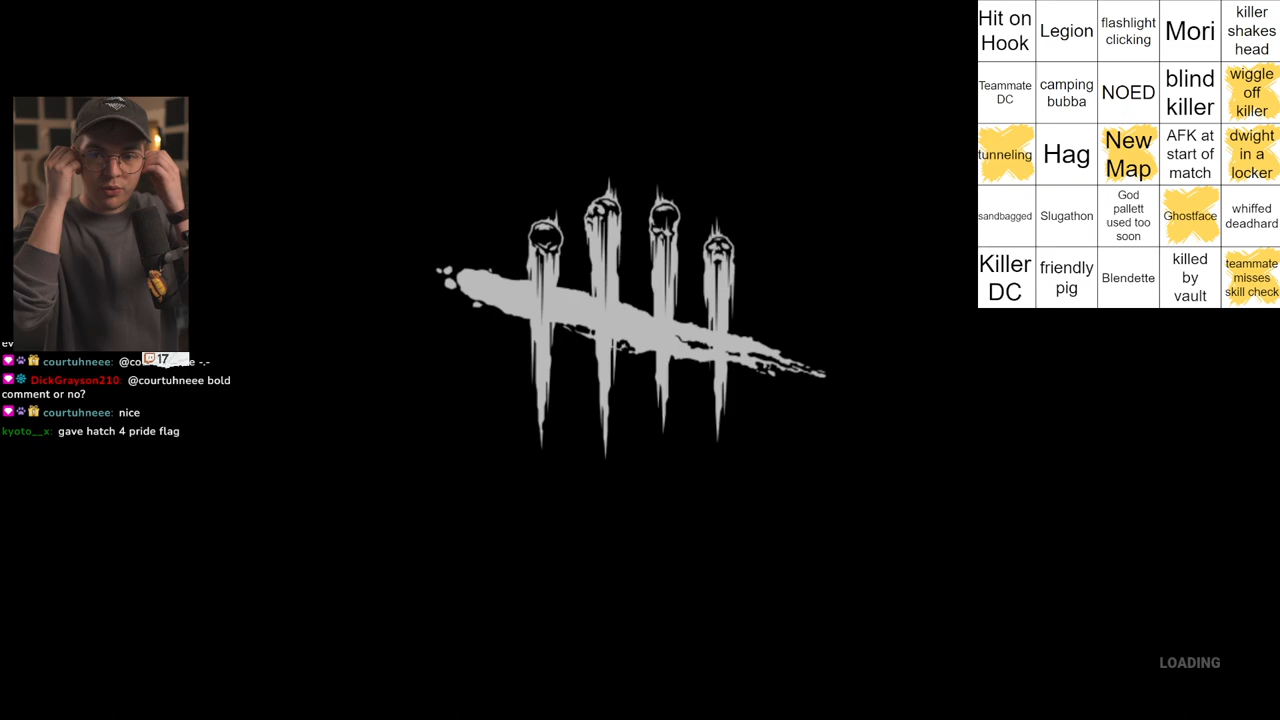 Hit on
Hook
Legion
flashlight
clicking
Mori
killer
shakes
head
Teammate
DC
camping
bubba
NOED
blind
killer
wiggle
off
killer
tunneling
Hag
New
Map
AFK at
start of
match
dwight
in a
locker
sandbagged
Slugathon
God
pallett
used too
soon
Ghostface
whiffed
deadhard
Killer
DC
friendly
pig
Blendette
killed
by
vault
teammate
misses
skill check
17
courtuhneee: -.-
DickGrayson210: @courtuhneee bold
comment or no?
courtuhneee: nice
kyoto__x: gave hatch 4 pride flag
LOADING